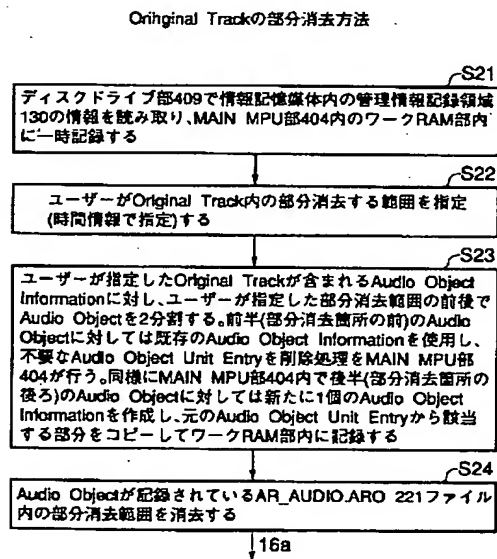 Orihginal Trackの部分消去方法
S21
ディスクドライブ部409で情報記憶媒体内の管理情報記録領域
130の情報を読み取り、MAIN MPU部404内のワークRAM部内
に一時記録する
S22
ユーザーがOriginal Track内の部分消去する範囲を指定
(時間情報で指定)する
S23
ユーザーが指定したOriginal Trackが含まれるAudio Object
Informationに対し、ユーザーが指定した部分消去範囲の前後で
Audio Objectを2分割する。前半(部分消去箇所の前)のAudio
Objectに対しては既存のAudio Object Informationを使用し、
不要なAudio Object Unit Entryを削除処理をMAIN MPU部
404が行う。同様にMAIN MPU部404内で後半(部分消去箇所の
後ろ)のAudio Objectに対しては新たに1個のAudio Object
Informationを作成し、元のAudio Object Unit Entryから該当
する部分をコピーしてワークRAM部内に記録する
S24
Audio Objectが記録されているAR_AUDIO.ARO 221ファイル
内の部分消去範囲を消去する
16a